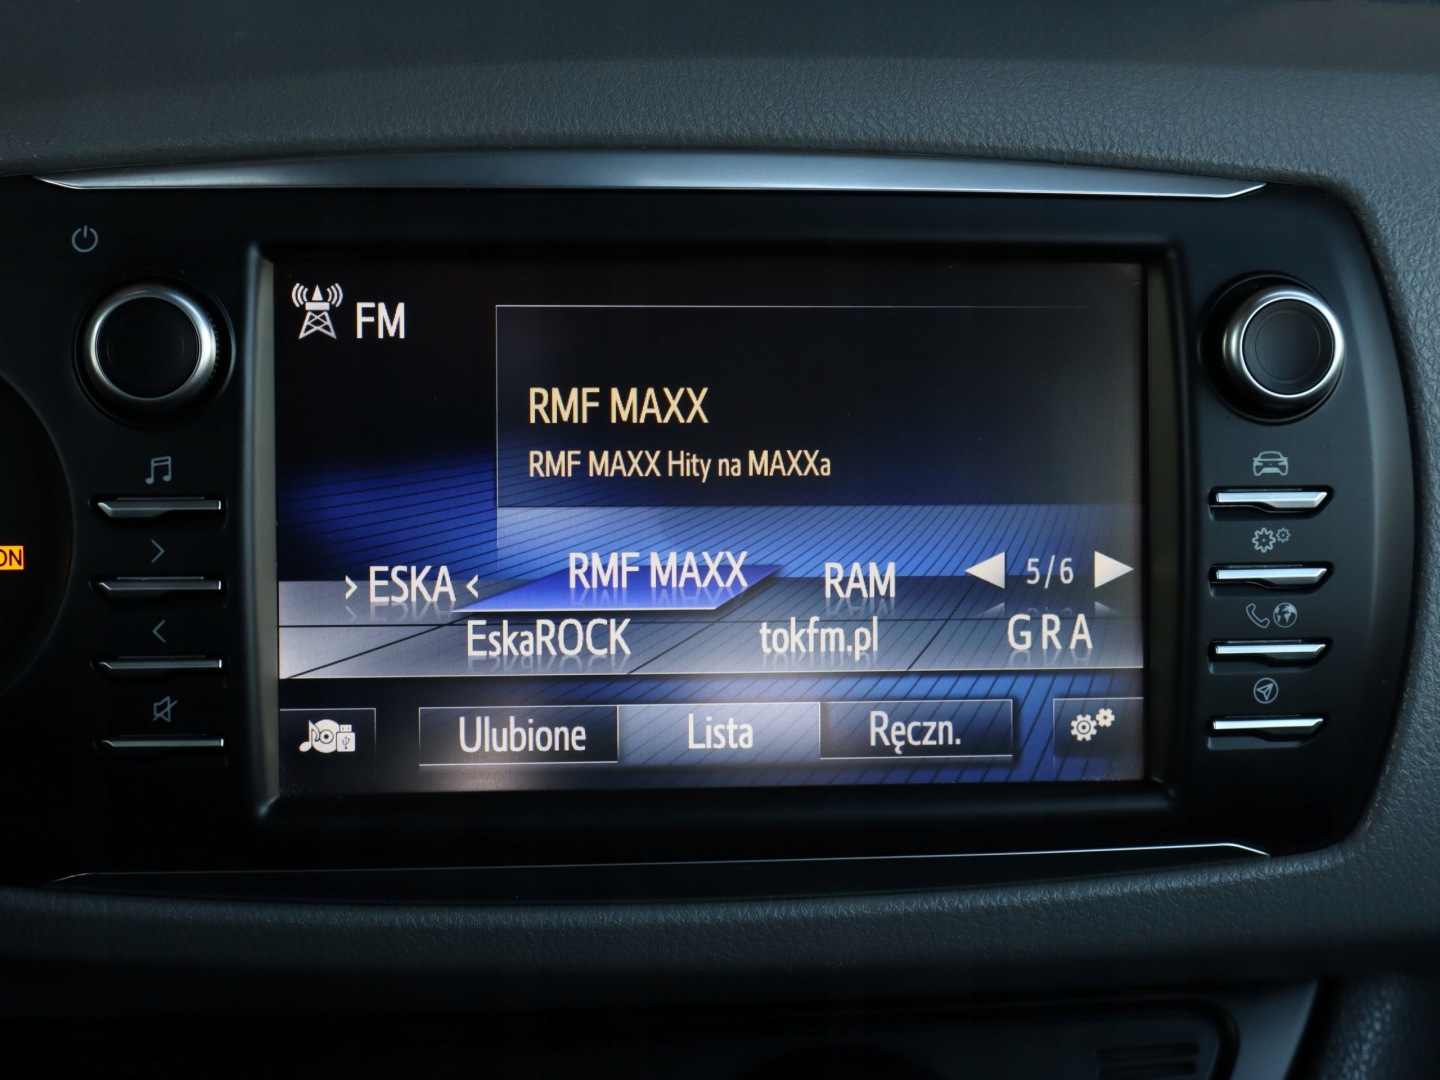 FM
RMF MAXX
RMF MAXX Hity na MAXXa
> ESKA < RMF MAXX RAM 5/6
EskaROCK tokfm.pl G R A
Ulubione Lista Ręczn.
ON